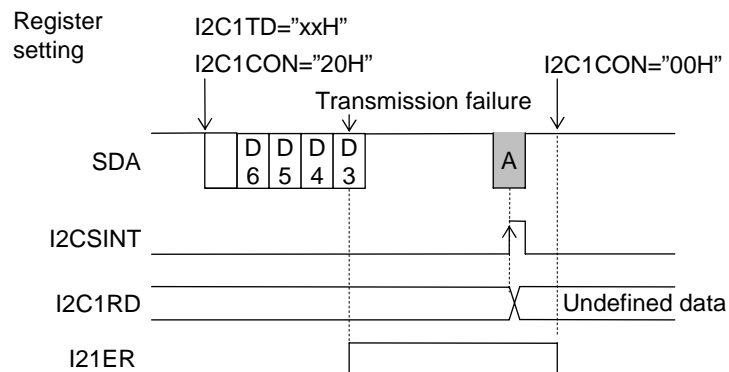 Register
setting
I2C1TD=”xxH”
I2C1CON=”20H”
I2C1CON=”00H”
Transmission failure
SDA
D
6
D
5
D
4
D
3
A
I2CSINT
I2C1RD
Undefined data
I21ER